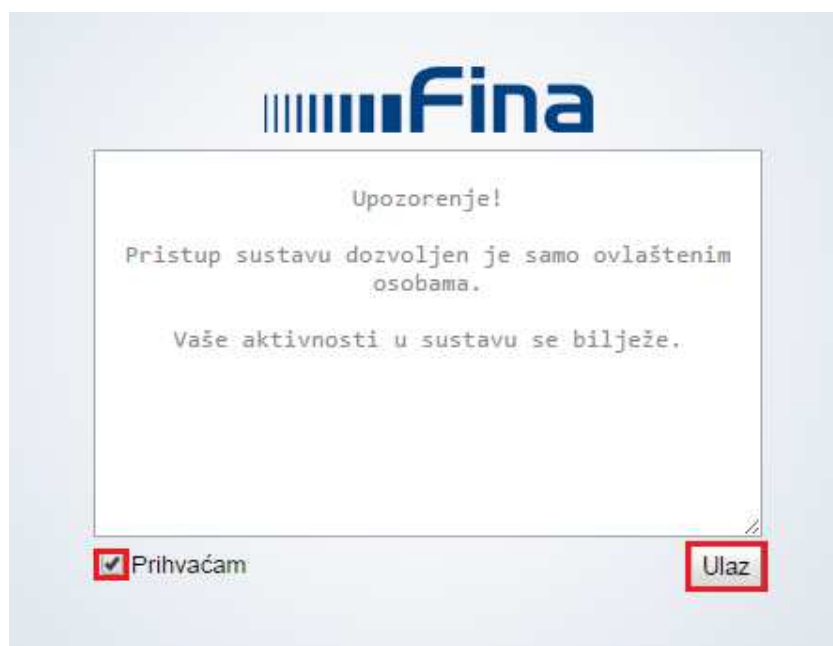 Fina
Upozorenje!
Pristup sustavu dozvoljen je samo ovlaštenim
osobama.
Vaše aktivnosti u sustavu se bilježe.
Prihvaćam
Ulaz